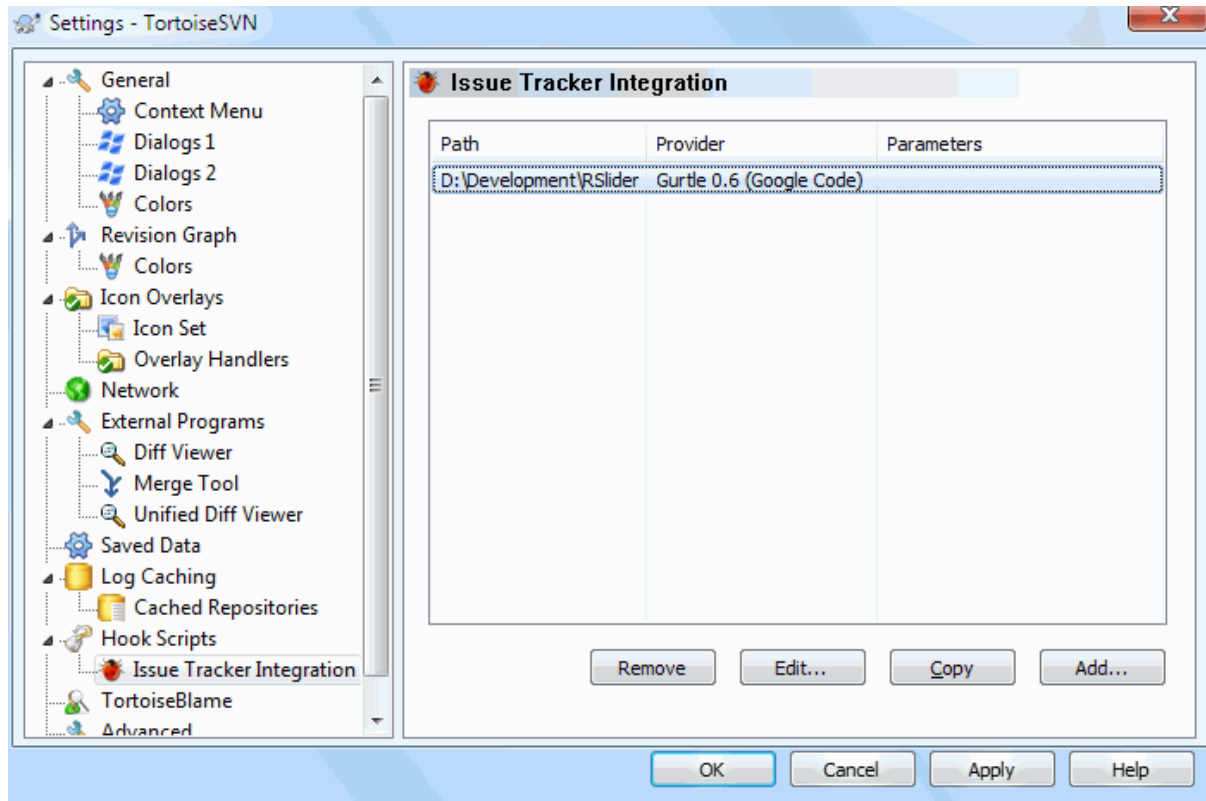 Settings - TortoiseSVN
x
General
Context Menu
Dialogs 1
Dialogs 2
Colors
Revision Graph
Colors
Icon Overlays
Icon Set
Overlay Handlers
Network
External Programs
Diff Viewer
Merge Tool
Unified Diff Viewer
Saved Data
Log Caching
Cached Repositories
Hook Scripts
Issue Tracker Integration
TortoiseBlame
Advanced
Issue Tracker Integration
Path Provider Parameters
D:\Development\RSlider Gurtle 0.6 (Google Code)
Remove Edit... Copy Add...
OK Cancel Apply Help